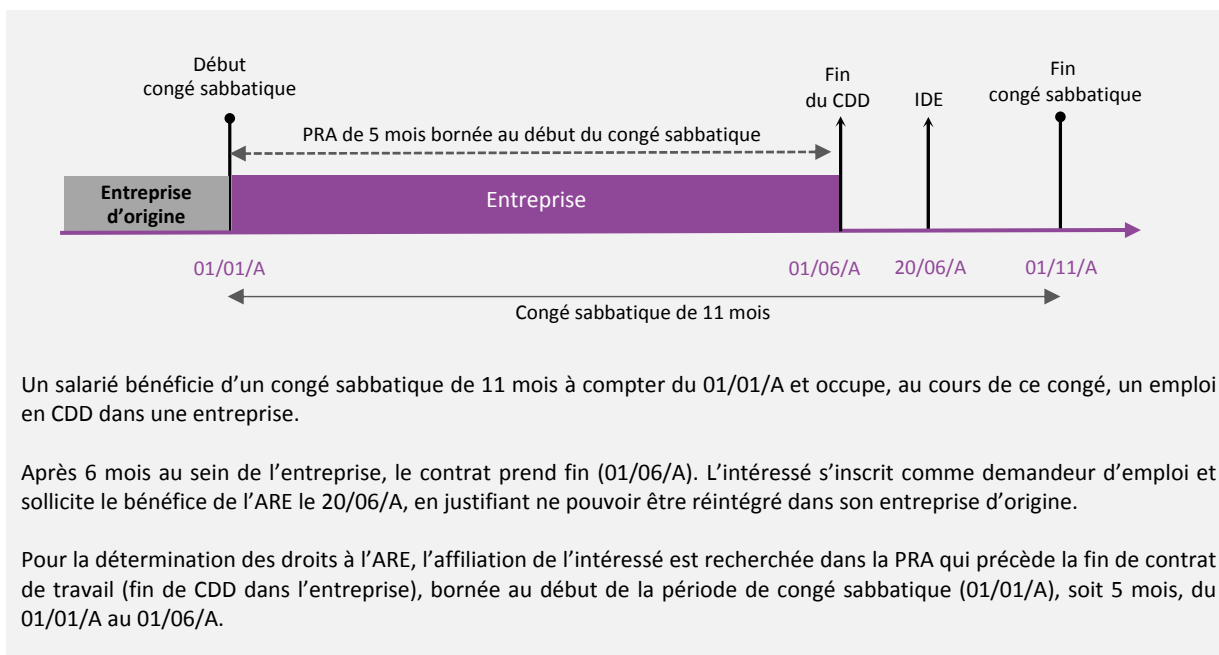 Début
congé sabbatique
Fin
du CDD
IDE
Fin
congé sabbatique
PRA de 5 mois bornée au début du congé sabbatique
Entreprise
d’origine
Entreprise
01/01/A
01/06/A
20/06/A
01/11/A
Congé sabbatique de 11 mois
Un salarié bénéficie d’un congé sabbatique de 11 mois à compter du 01/01/A et occupe, au cours de ce congé, un emploi
en CDD dans une entreprise.
Après 6 mois au sein de l’entreprise, le contrat prend fin (01/06/A). L’intéressé s’inscrit comme demandeur d’emploi et
sollicite le bénéfice de l’ARE le 20/06/A, en justifiant ne pouvoir être réintégré dans son entreprise d’origine.
Pour la détermination des droits à l’ARE, l’affiliation de l’intéressé est recherchée dans la PRA qui précède la fin de contrat
de travail (fin de CDD dans l’entreprise), bornée au début de la période de congé sabbatique (01/01/A), soit 5 mois, du
01/01/A au 01/06/A.